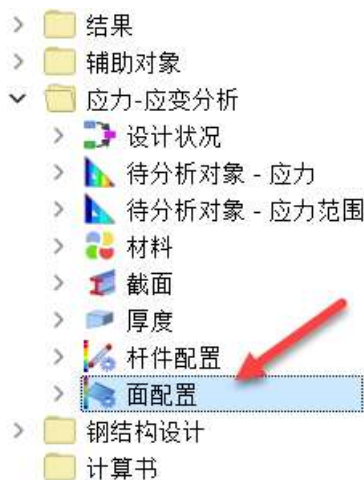 结果
辅助对象
应力-应变分析
设计状况
待分析对象 - 应力
待分析对象 - 应力范围
材料
截面
厚度
杆件配置
面配置
钢结构设计
计算书